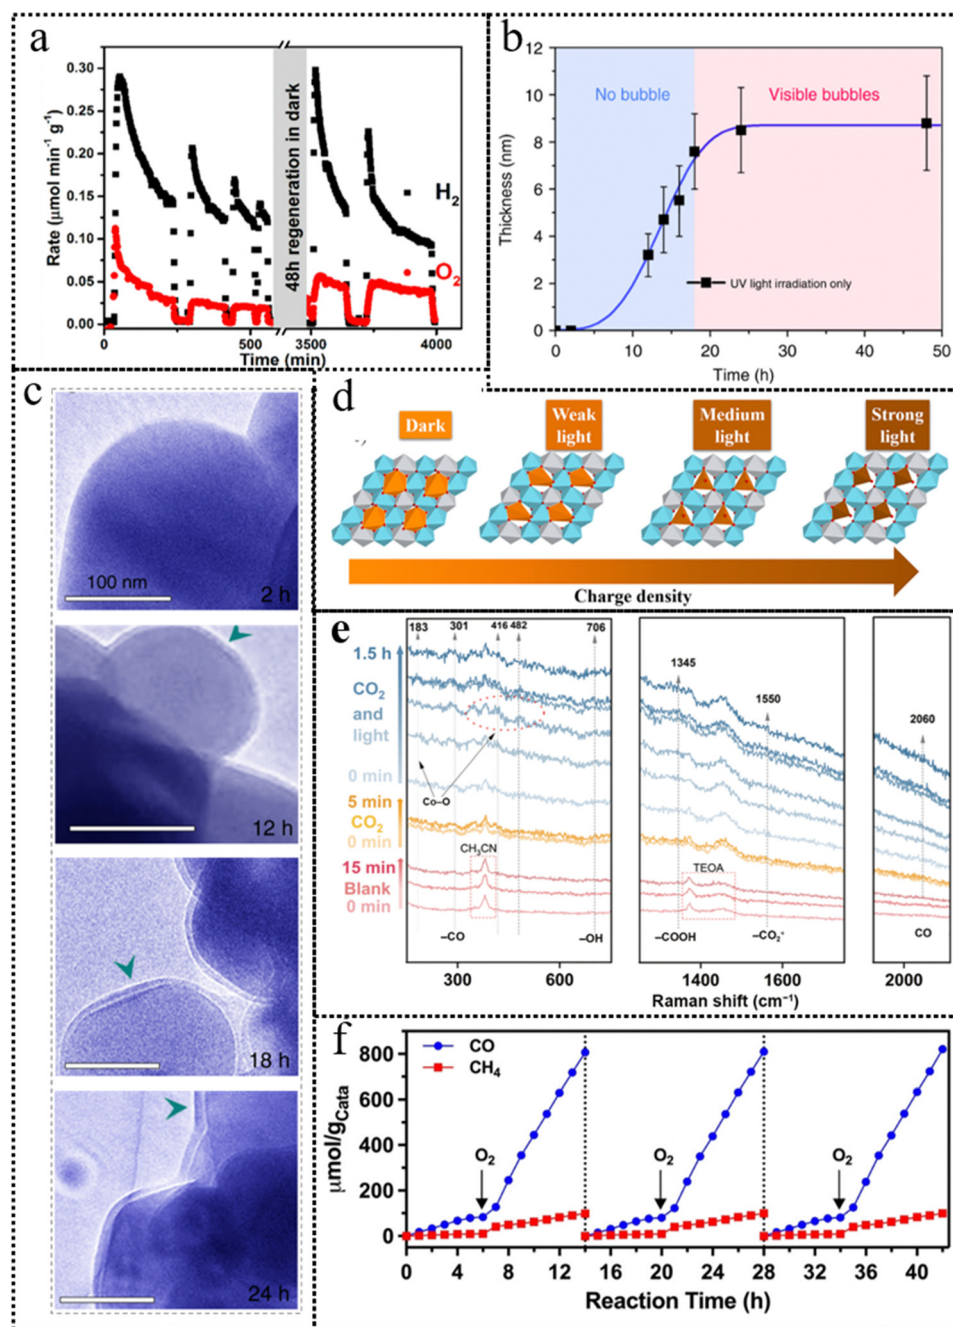 a
0.30
0.25
0.20
0.15
0.10
0.05
0.00
Rate (μmol min⁻¹ g⁻¹)
48h regeneration in dark
H₂
O₂
0
500
3500
4000
Time (min)
b
12
10
8
6
4
2
0
Thickness (nm)
No bubble
Visible bubbles
UV light irradiation only
0
10
20
30
40
50
Time (h)
c
100 nm
2 h
12 h
18 h
24 h
d
Dark
Weak
light
Medium
light
Strong
light
Charge density
e
183
301
416
482
706
1345
1550
2060
1.5 h
CO₂
and
light
0 min
5 min
CO₂
0 min
15 min
Blank
0 min
Co–O
CH₃CN
TEOA
–CO
–OH
–COOH
–CO₂⁻
CO
300
600
1400
1600
2000
Raman shift (cm⁻¹)
f
800
600
400
200
0
μmol/gCata
CO
CH₄
O₂
O₂
O₂
0
4
8
12
16
20
24
28
32
36
40
Reaction Time (h)